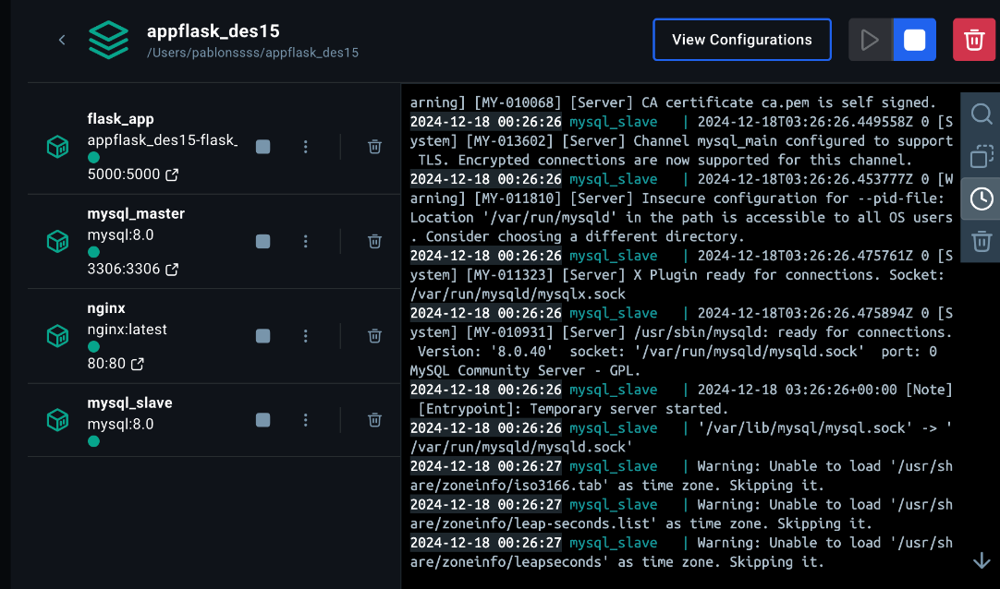 appflask_des15
/Users/pablonssss/appflask_des15
View Configurations
flask_app
appflask_des15-flask_
5000:5000
mysql_master
mysql:8.0
3306:3306
nginx
nginx:latest
80:80
mysql_slave
mysql:8.0
arning] [MY-010068] [Server] CA certificate ca.pem is self signed.
2024-12-18 00:26:26 mysql_slave   | 2024-12-18T03:26:26.449558Z 0 [S
ystem] [MY-013602] [Server] Channel mysql_main configured to support
 TLS. Encrypted connections are now supported for this channel.
2024-12-18 00:26:26 mysql_slave   | 2024-12-18T03:26:26.453777Z 0 [W
arning] [MY-011810] [Server] Insecure configuration for --pid-file:
Location '/var/run/mysqld' in the path is accessible to all OS users
. Consider choosing a different directory.
2024-12-18 00:26:26 mysql_slave   | 2024-12-18T03:26:26.475761Z 0 [S
ystem] [MY-011323] [Server] X Plugin ready for connections. Socket:
/var/run/mysqld/mysqlx.sock
2024-12-18 00:26:26 mysql_slave   | 2024-12-18T03:26:26.475894Z 0 [S
ystem] [MY-010931] [Server] /usr/sbin/mysqld: ready for connections.
 Version: '8.0.40'  socket: '/var/run/mysqld/mysqld.sock'  port: 0
MySQL Community Server - GPL.
2024-12-18 00:26:26 mysql_slave   | 2024-12-18 03:26:26+00:00 [Note]
 [Entrypoint]: Temporary server started.
2024-12-18 00:26:26 mysql_slave   | '/var/lib/mysql/mysql.sock' -> '
/var/run/mysqld/mysqld.sock'
2024-12-18 00:26:27 mysql_slave   | Warning: Unable to load '/usr/sh
are/zoneinfo/iso3166.tab' as time zone. Skipping it.
2024-12-18 00:26:27 mysql_slave   | Warning: Unable to load '/usr/sh
are/zoneinfo/leap-seconds.list' as time zone. Skipping it.
2024-12-18 00:26:27 mysql_slave   | Warning: Unable to load '/usr/sh
are/zoneinfo/leapseconds' as time zone. Skipping it.